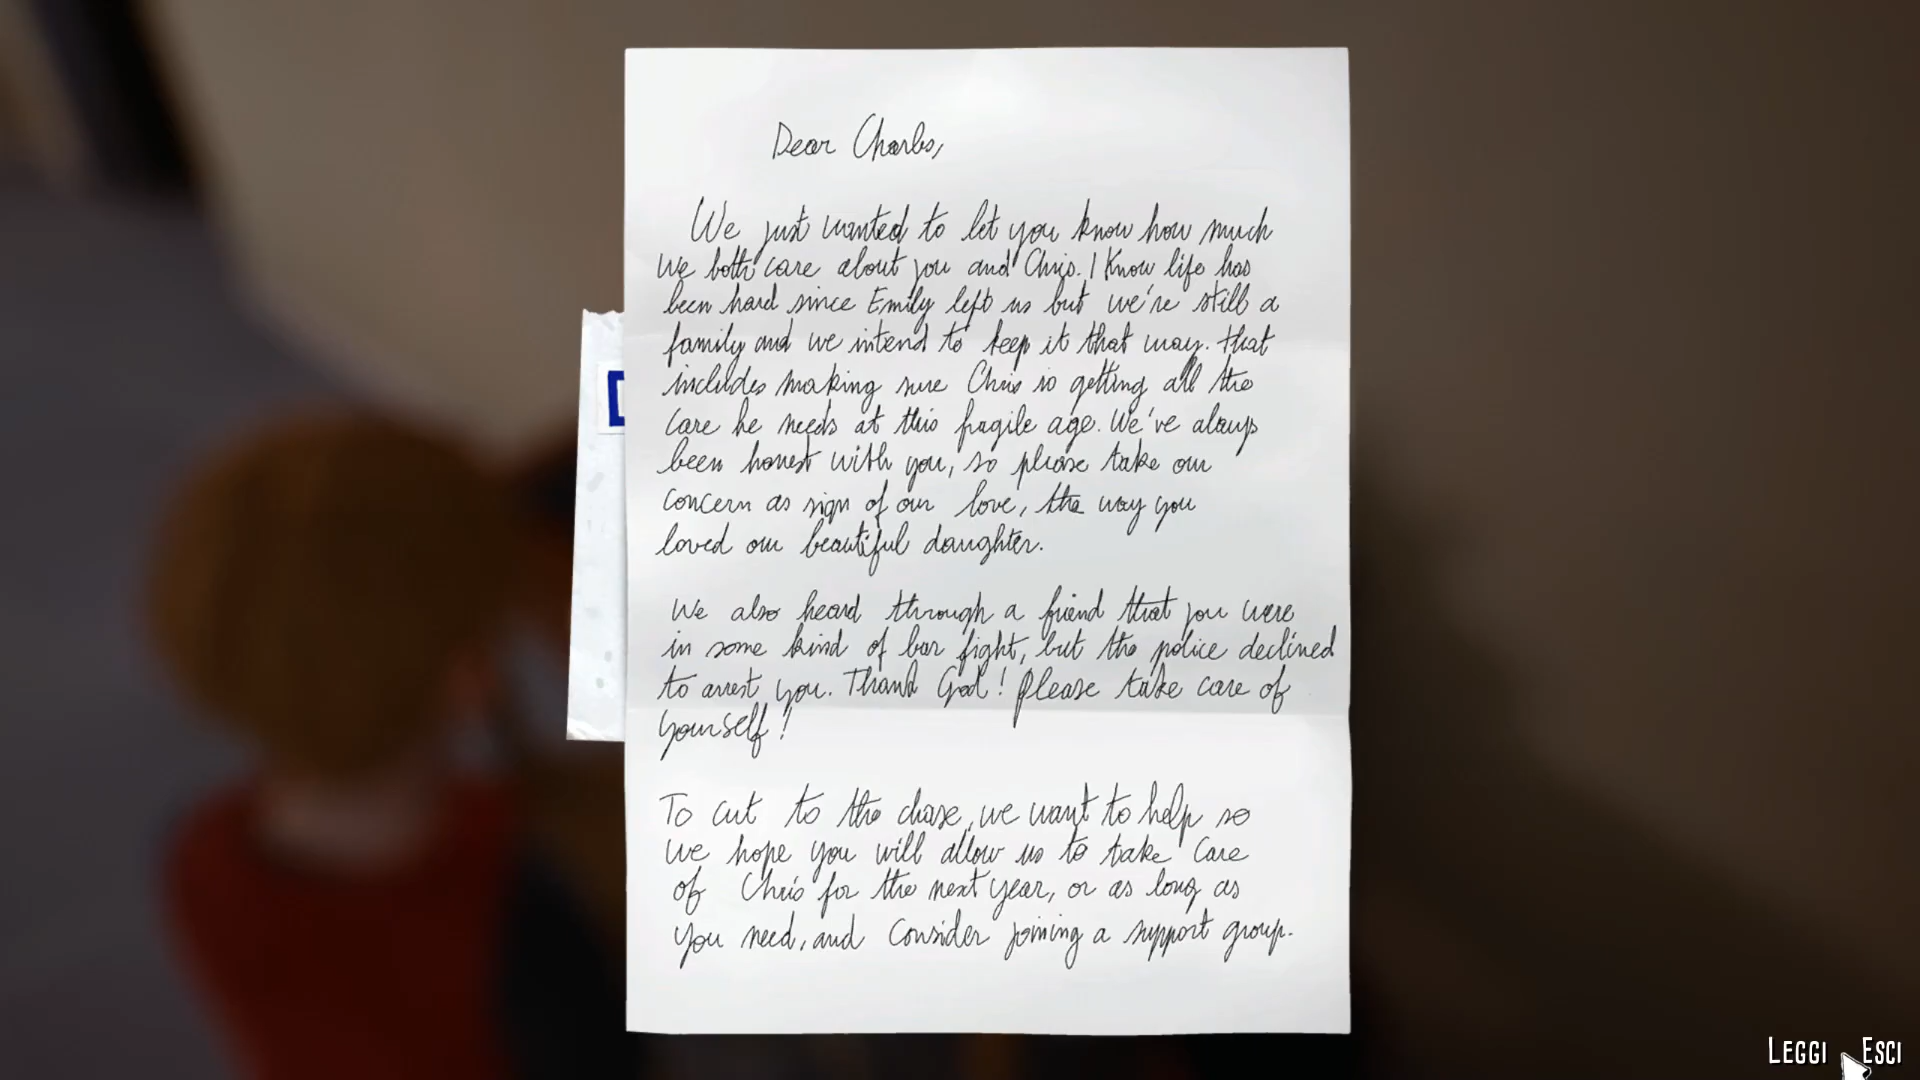 Dear Charles,
We just wanted to let you know how much
we both care about you and Chris. I know life has
been hard since Emily left us but we're still a
family and we intend to keep it that way. That
includes making sure Chris is getting all the
care he needs at this fragile age. We've always
been honest with you, so please take our
concern as sign of our love, the way you
loved our beautiful daughter.
We also heard through a friend that you were
in some kind of bar fight, but the police declined
to arrest you. Thank God! please take care of
yourself!
To cut to the chase, we want to help so
we hope you will allow us to take care
of Chris for the next year, or as long as
you need, and consider joining a support group.
LEGGI ESCI